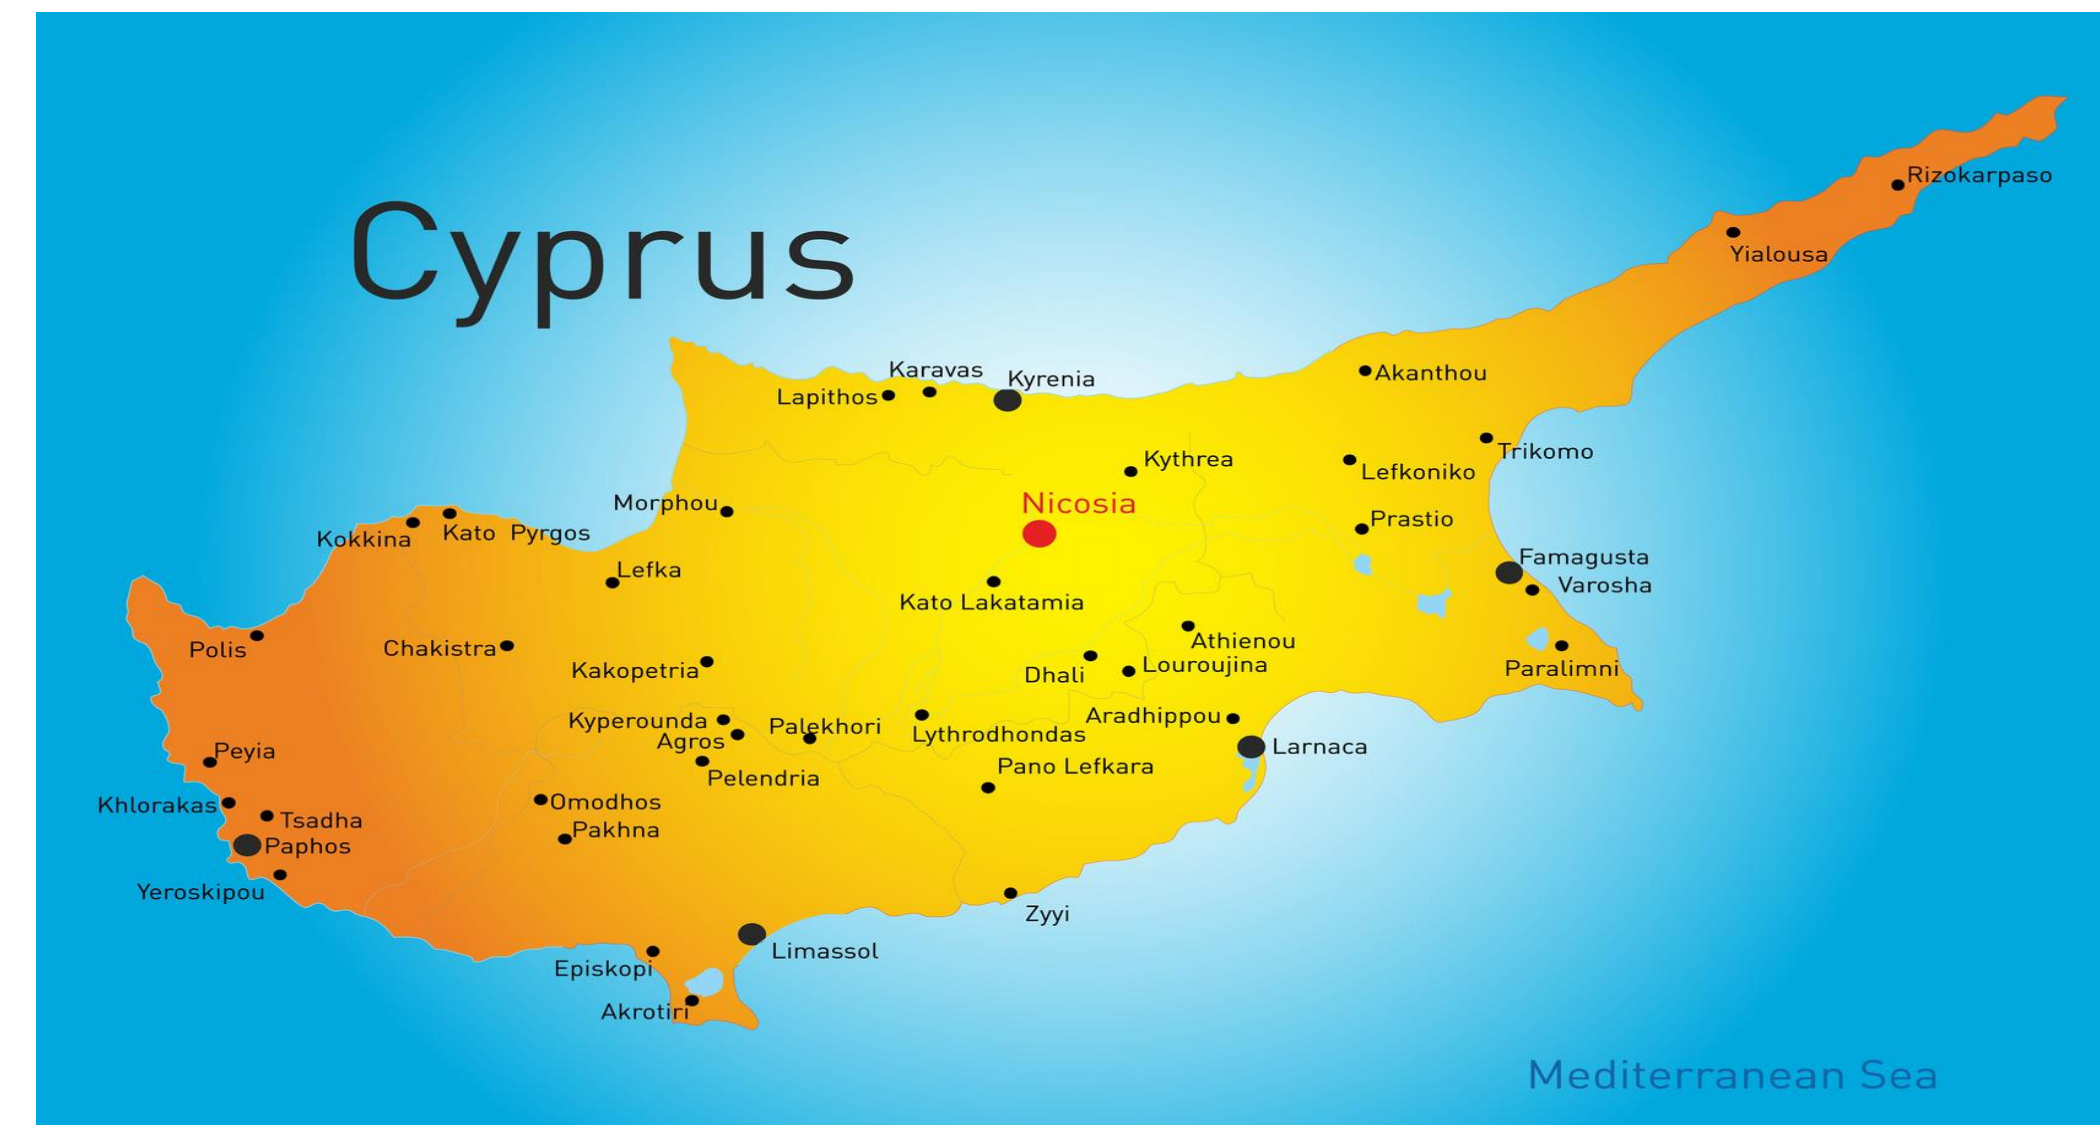 Cyprus
Rizokarpaso
Yialousa
Karavas
Kyrenia
Akanthou
Lapithos
Trikomo
Kythrea
Lefkoniko
Morphou
Nicosia
Prastio
Kokkina
Kato Pyrgos
Famagusta
Lefka
Varosha
Kato Lakatamia
Athienou
Polis
Chakistra
Louroujina
Kakopetria
Dhali
Paralimni
Kyperounda
Palekhori
Aradhippou
Agros
Lythrodhondas
Larnaca
Peyia
Pano Lefkara
Pelendria
Khlorakas
Omodhos
Tsadha
Pakhna
Paphos
Yeroskipou
Zyyi
Limassol
Episkopi
Akrotiri
Mediterranean Sea